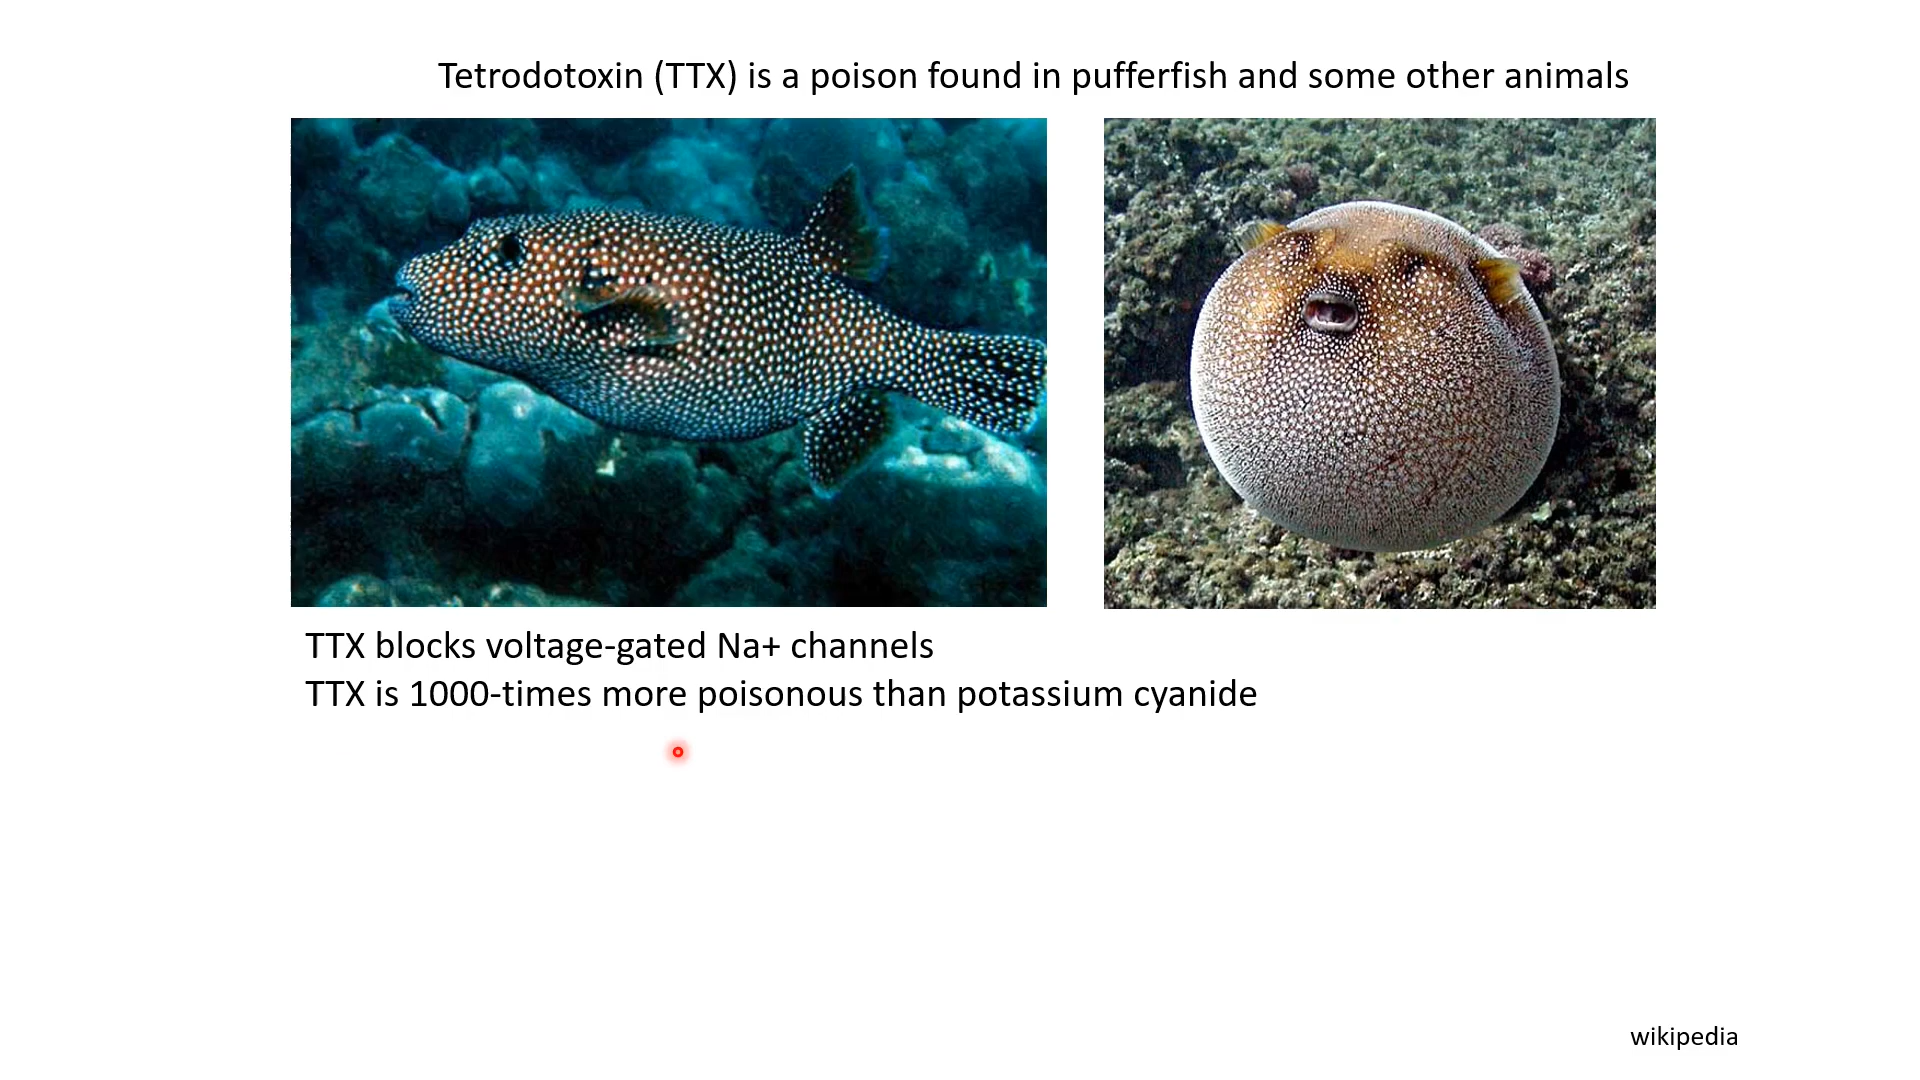 Tetrodotoxin (TTX) is a poison found in pufferfish and some other animals
TTX blocks voltage-gated Na+ channels
TTX is 1000-times more poisonous than potassium cyanide
wikipedia